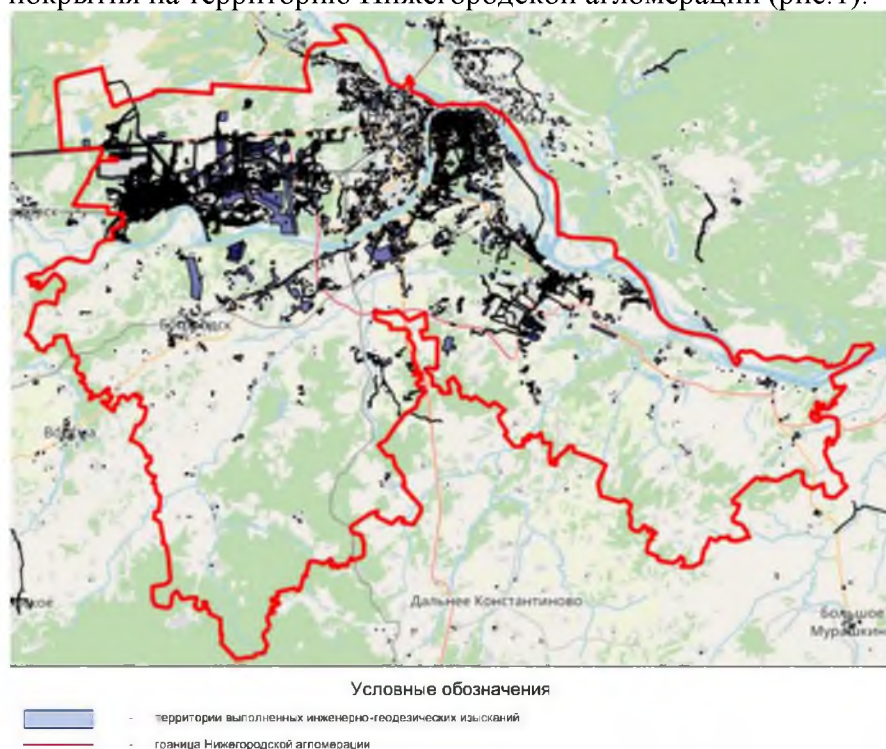 покрытия на территорию Нижегородской агломерации (рис.1).
Дальнее Константиново
Большое
Условные обозначения
- территории выполненных инженерно-геодезических изысканий
- граница Нижегородской агломерации